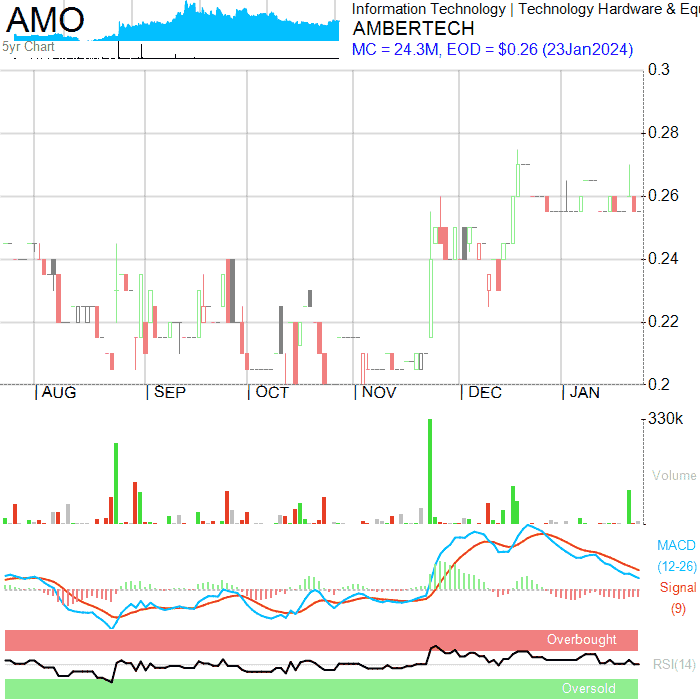 AMO
5yr Chart
Information Technology | Technology Hardware & Equ
AMBERTECH
MC = 24.3M, EOD = $0.26 (23Jan2024)
0.3
0.28
0.26
0.24
0.22
0.2
AUG
SEP
OCT
NOV
DEC
JAN
330k
Volume
MACD
(12-26)
Signal
(9)
Overbought
RSI(14)
Oversold